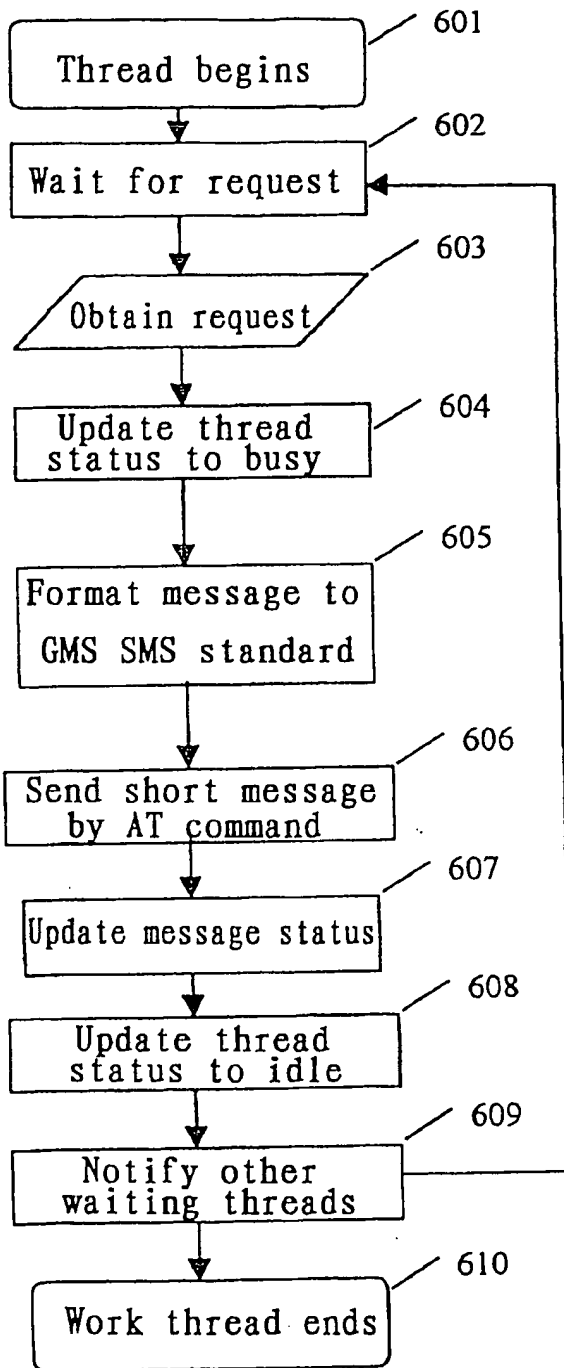 601
Thread begins
602
Wait for request
603
Obtain request
604
Update thread
status to busy
605
Format message to
GMS SMS standard
606
Send short message
by AT command
607
Update message status
608
Update thread
status to idle
609
Notify other
waiting threads
610
Work thread ends